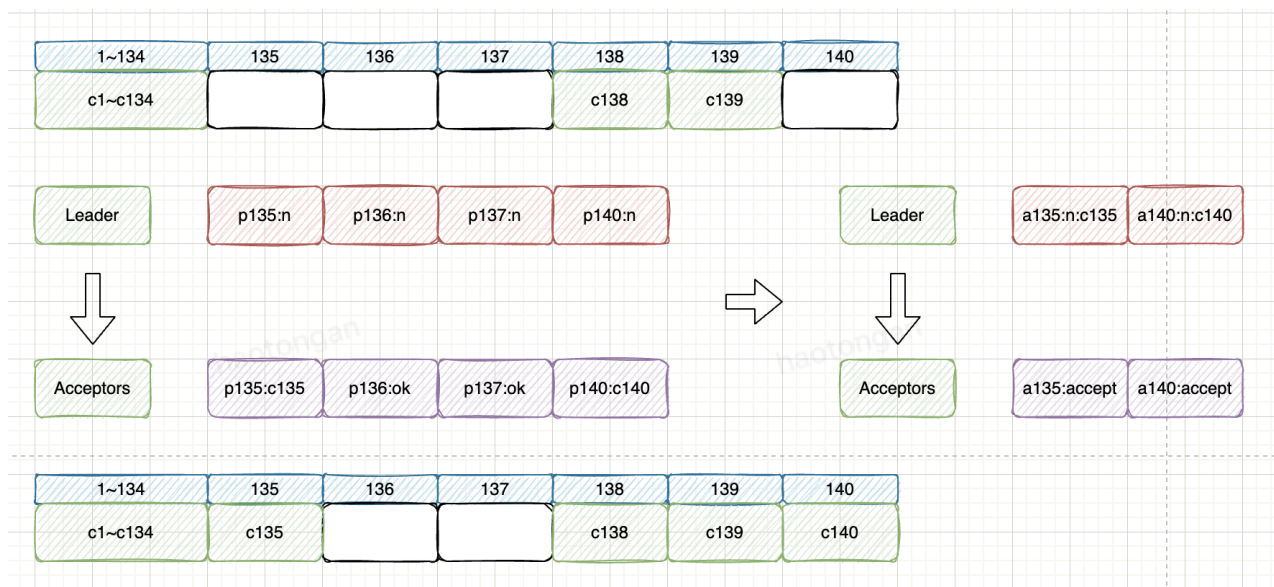 1~134 135 136 137 138 139 140
c1~c134 c138 c139
Leader p135:n p136:n p137:n p140:n Leader a135:n:c135 a140:n:c140
haotongan haotongan
Acceptors p135:c135 p136:ok p137:ok p140:c140 Acceptors a135:accept a140:accept
1~134 135 136 137 138 139 140
c1~c134 c135 c138 c139 c140